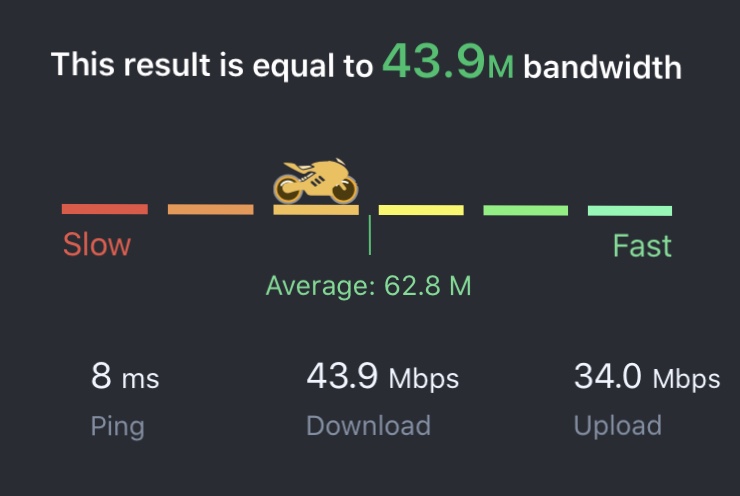 This result is equal to 43.9M bandwidth
Slow Fast
Average: 62.8 M
8 ms 43.9 Mbps 34.0 Mbps
Ping Download Upload